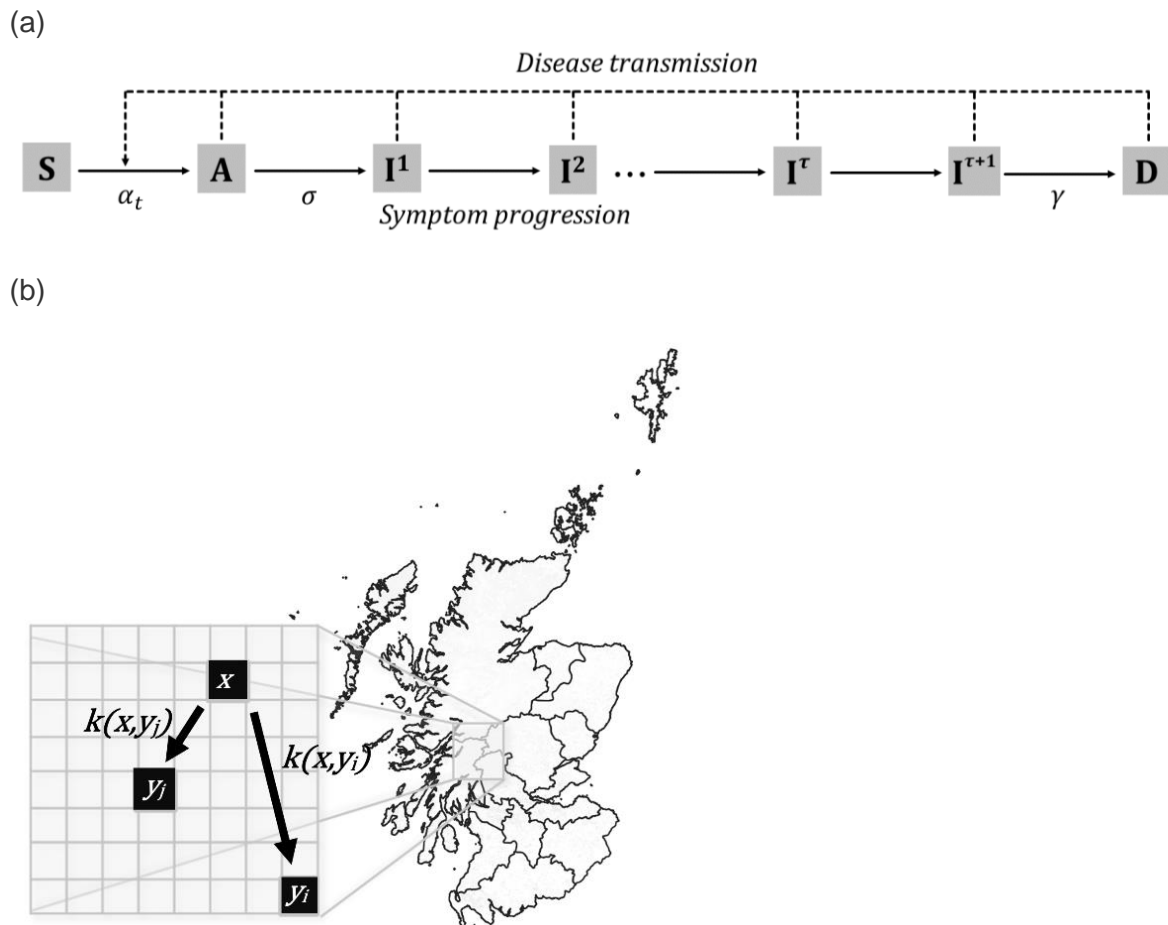 (a)
Disease transmission
S A I¹ I² ... I^τ I^τ+1 D
α_t σ γ
Symptom progression
(b)
x
k(x,y_j)
k(x,y_i)
y_j
y_i